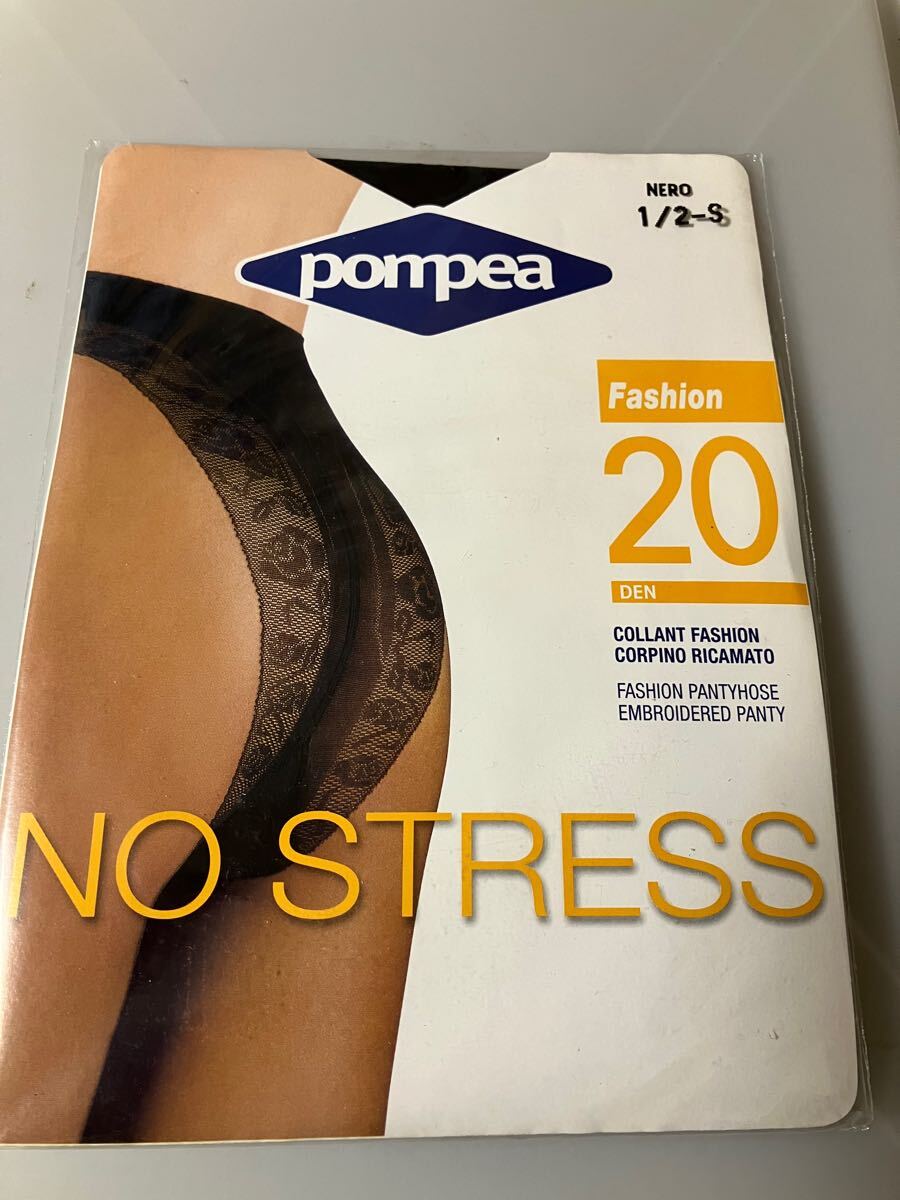 NERO
1/2-S
pompea
Fashion
20
DEN
COLLANT FASHION
CORPINO RICAMATO
FASHION PANTYHOSE
EMBROIDERED PANTY
NO STRESS